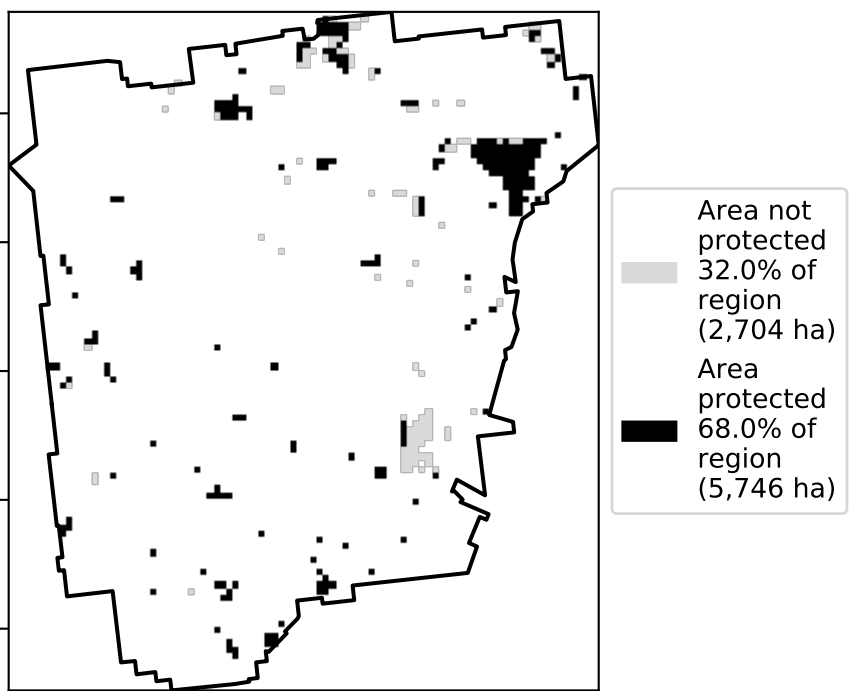 Area not
protected
32.0% of
region
(2,704 ha)
Area
protected
68.0% of
region
(5,746 ha)